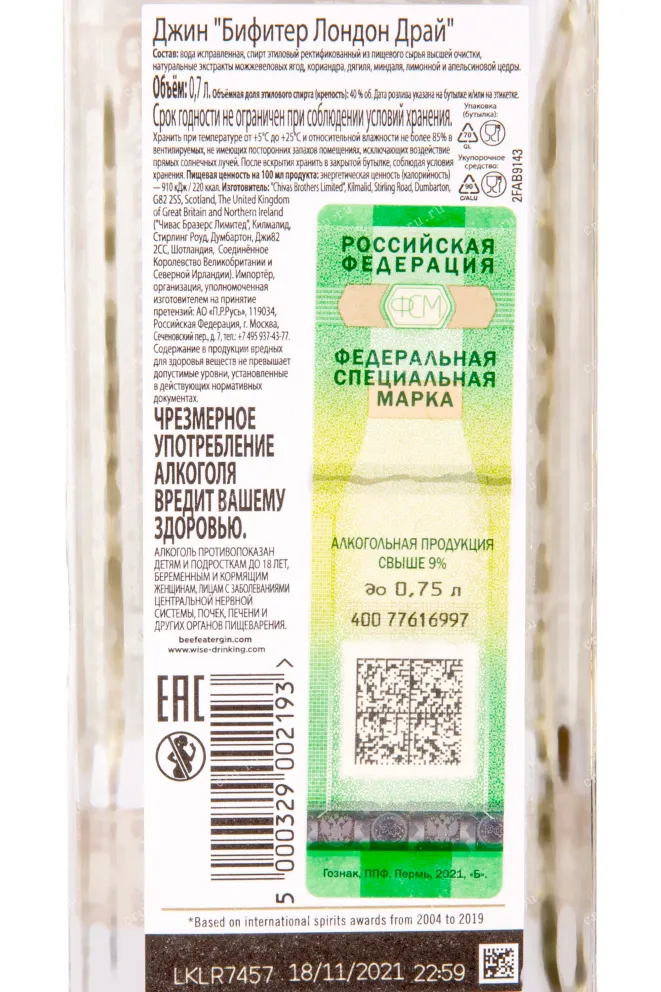 Джин "Бифитер Лондон Драй"
Состав: вода исправленная, спирт этиловый ректификованный из пищевого сырья высшей очистки,
натуральные экстракты можжевеловых ягод, кориандра, дягиля, миндаля, лимонной и апельсиновой цедры.
Объём: 0,7 л. Объёмная доля этилового спирта (крепость): 40 % об. Дата розлива указана на бутылке и/или на этикетке.
Срок годности не ограничен при соблюдении условий хранения.
Хранить при температуре от +5°С до +25°С и относительной влажности не более 85% в
вентилируемых, не имеющих посторонних запахов помещениях, исключающих воздействие
прямых солнечных лучей. После вскрытия хранить в закрытой бутылке, соблюдая условия
хранения. Пищевая ценность на 100 мл продукта: энергетическая ценность (калорийность)
— 910 кДж / 220 ккал. Изготовитель: "Chivas Brothers Limited", Kilmalid, Stirling Road, Dumbarton,
G82 2SS, Scotland, The United Kingdom
of Great Britain and Northern Ireland
("Чивас Бразерс Лимитед", Килмалид,
Стирлинг Роуд, Думбартон, Джи82
2СС, Шотландия, Соединённое
Королевство Великобритании и
Северной Ирландии). Импортёр,
организация, уполномоченная
изготовителем на принятие
претензий: АО «П.Р.Русь», 119034,
Российская Федерация, г. Москва,
Сеченовский пер., д. 7, тел.: +7 495 937-43-77.
Содержание в продукции вредных
для здоровья веществ не превышает
допустимые уровни, установленные
в действующих нормативных
документах.
ЧРЕЗМЕРНОЕ
УПОТРЕБЛЕНИЕ
АЛКОГОЛЯ
ВРЕДИТ ВАШЕМУ
ЗДОРОВЬЮ.
АЛКОГОЛЬ ПРОТИВОПОКАЗАН
ДЕТЯМ И ПОДРОСТКАМ ДО 18 ЛЕТ,
БЕРЕМЕННЫМ И КОРМЯЩИМ
ЖЕНЩИНАМ, ЛИЦАМ С ЗАБОЛЕВАНИЯМИ
ЦЕНТРАЛЬНОЙ НЕРВНОЙ
СИСТЕМЫ, ПОЧЕК, ПЕЧЕНИ И
ДРУГИХ ОРГАНОВ ПИЩЕВАРЕНИЯ.
beefeatergin.com
www.wise-drinking.com
EAC
5 000329 002193 >
Упаковка
(бутылка):
70
GL
Укупорочное
средство:
90
C/ALU
2FAB9143
РОССИЙСКАЯ
ФЕДЕРАЦИЯ
ФСМ
ФЕДЕРАЛЬНАЯ
СПЕЦИАЛЬНАЯ
МАРКА
АЛКОГОЛЬНАЯ ПРОДУКЦИЯ
СВЫШЕ 9%
до 0,75 л
400 77616997
Гознак, ППФ, Пермь, 2021, «Б».
*Based on international spirits awards from 2004 to 2019
LKLR7457 18/11/2021 22:59